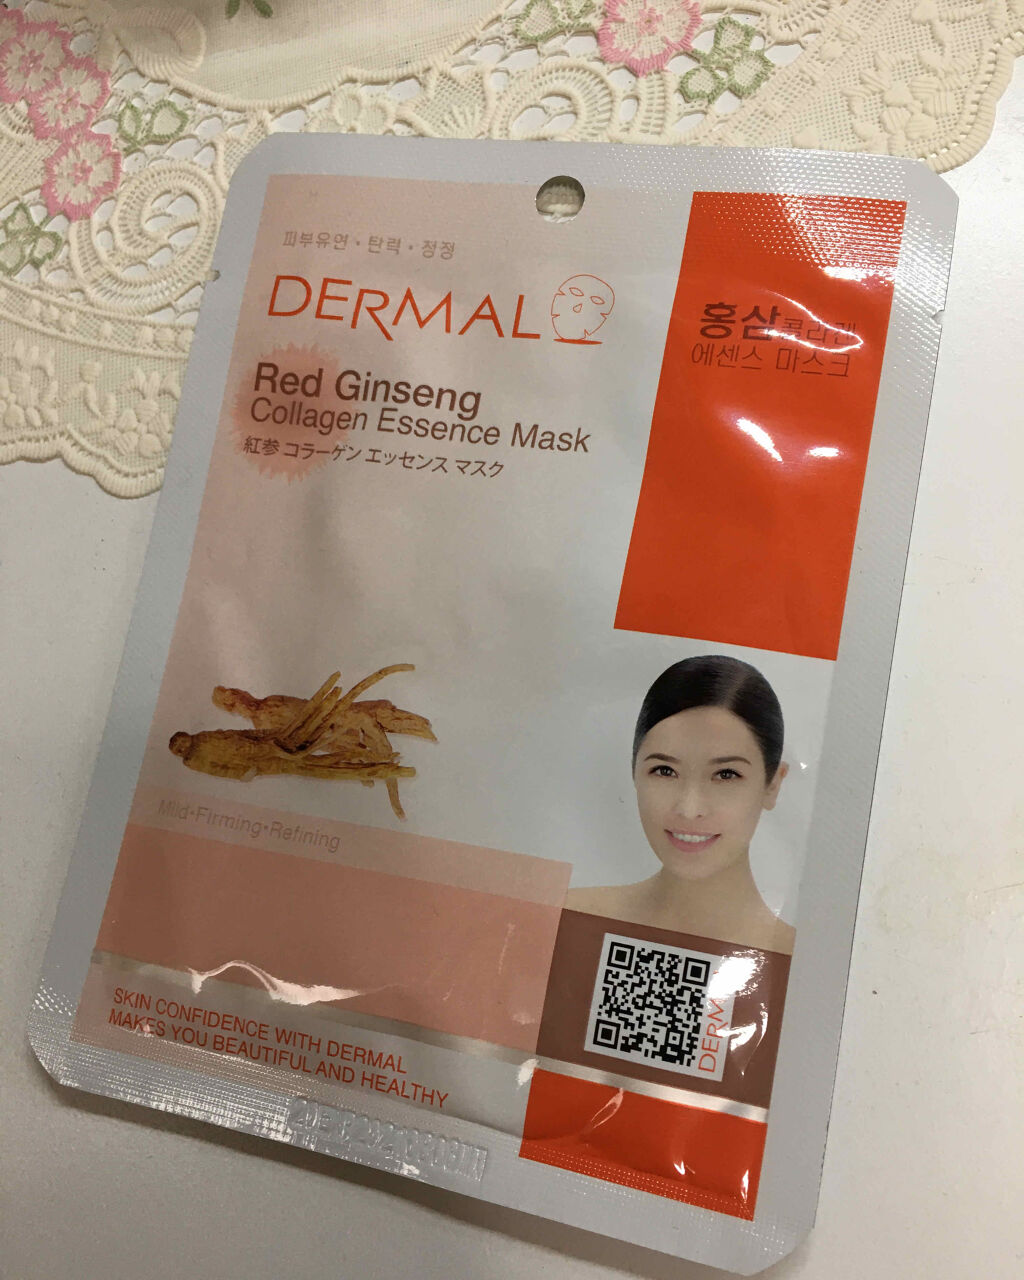 피부유연·탄력·청정
DERMAL
홍삼콜라겐
에센스 마스크
Red Ginseng
Collagen Essence Mask
紅参 コラーゲン エッセンス マスク
Mild·Firming·Refining
DERM
SKIN CONFIDENCE WITH DERMAL
MAKES YOU BEAUTIFUL AND HEALTHY